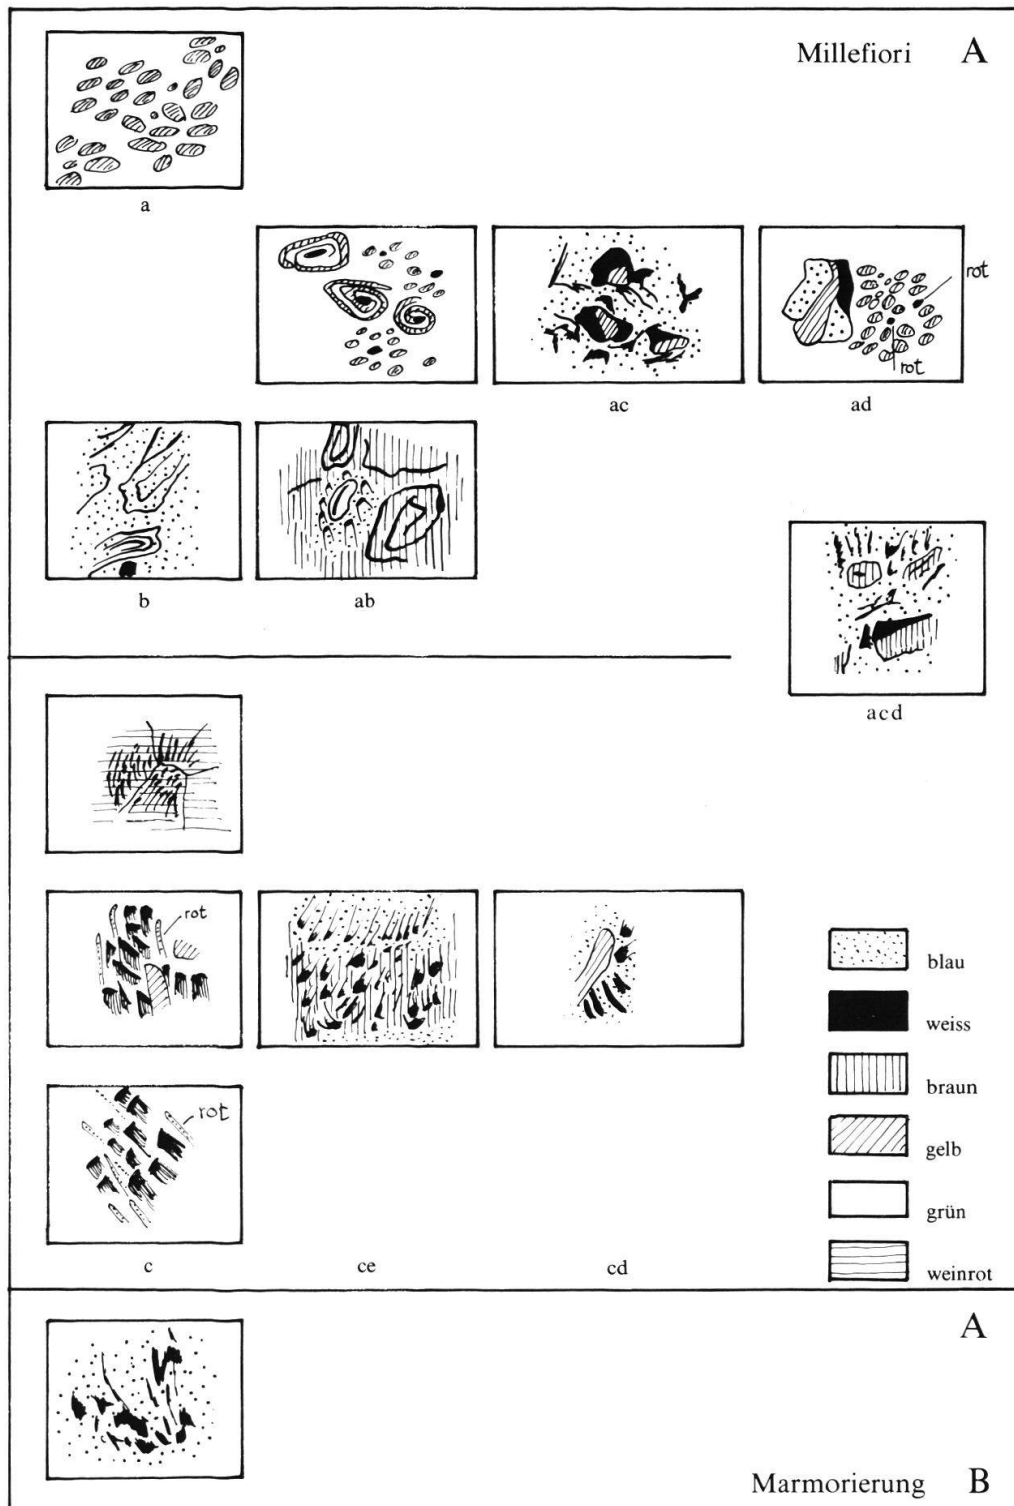 Millefiori A
a
rot
rot
ac
ad
b
ab
acd
rot
blau
weiss
braun
rot
gelb
grün
c
ce
cd
weinrot
A
Marmorierung B